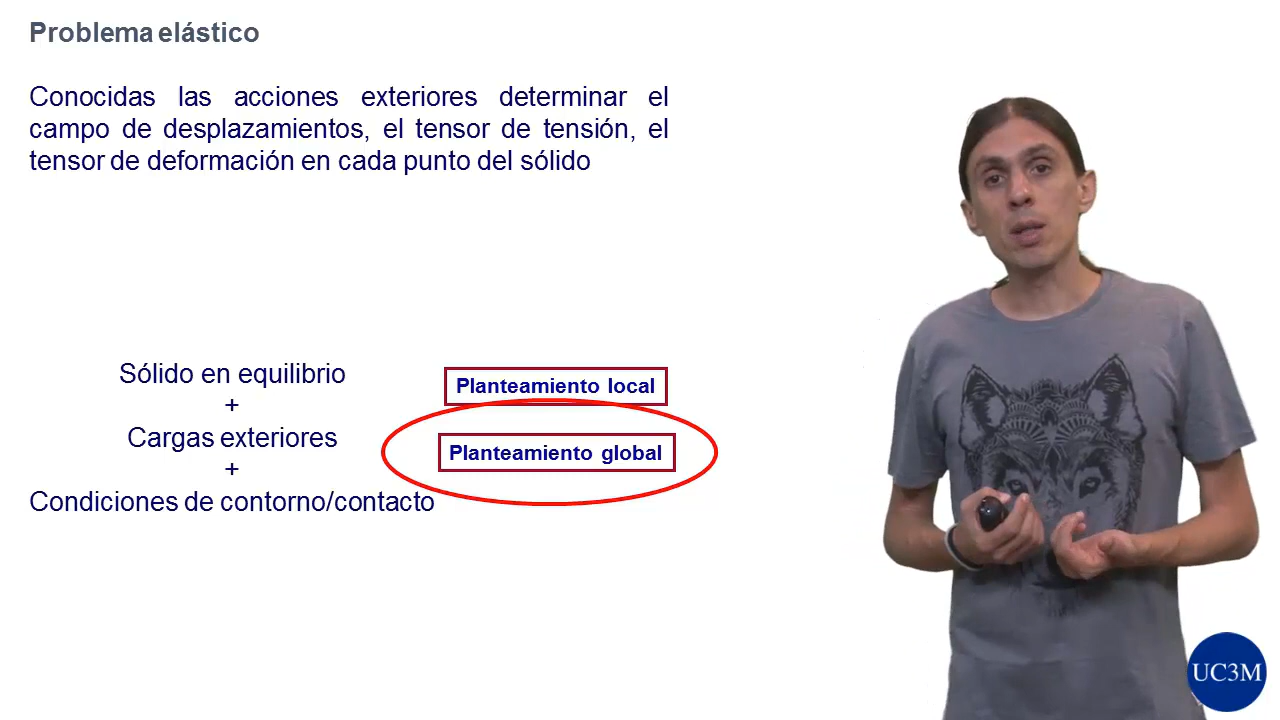 Problema elástico
Conocidas las acciones exteriores determinar el
campo de desplazamientos, el tensor de tensión, el
tensor de deformación en cada punto del sólido
Sólido en equilibrio
+
Cargas exteriores
+
Condiciones de contorno/contacto
Planteamiento local
Planteamiento global
UC3M